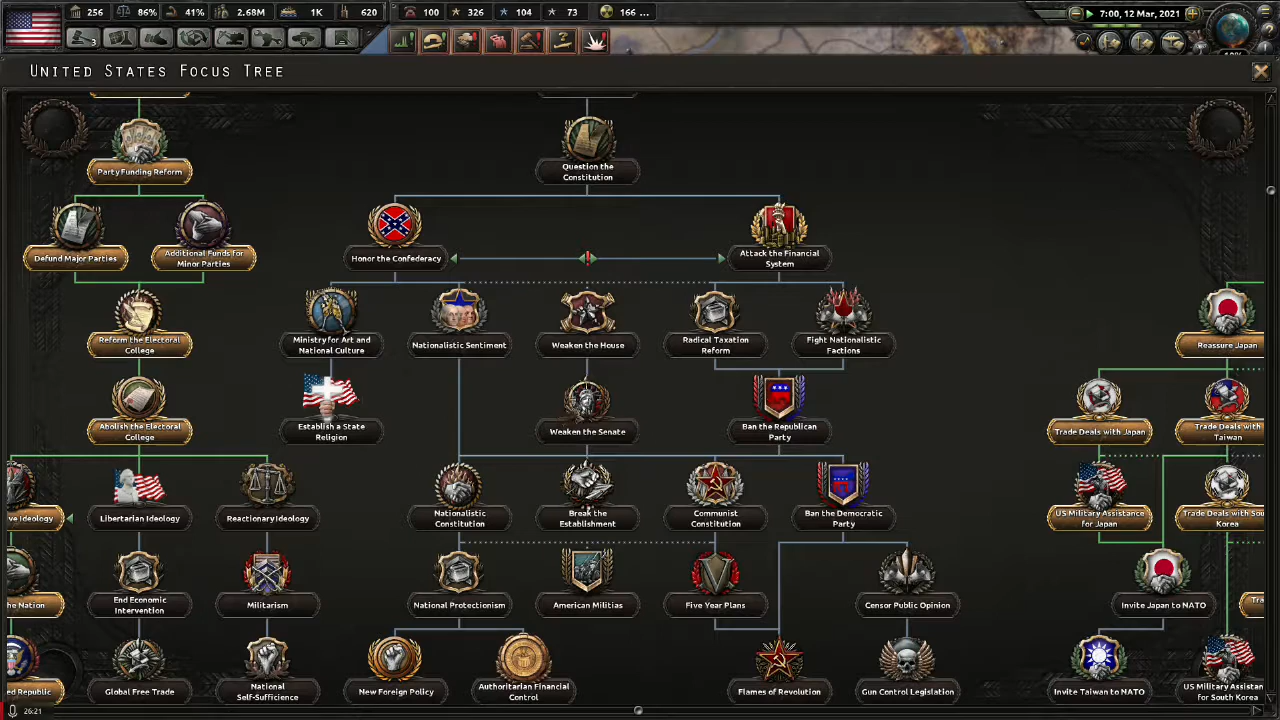 256
86%
41%
2.68M
1K
620
100
326
104
73
166 ...
7:00, 12 Mar, 2021
3
United States Focus Tree
Party Funding Reform
Question the
Constitution
Defund Major Parties
Additional Funds for
Minor Parties
Honor the Confederacy
Attack the Financial
System
Reform the Electoral
College
Ministry for Art and
National Culture
Nationalistic Sentiment
Weaken the House
Radical Taxation
Reform
Fight Nationalistic
Factions
Reassure Japan
Abolish the Electoral
College
Establish a State
Religion
Weaken the Senate
Ban the Republican
Party
Trade Deals with Japan
Trade Deals with
Taiwan
ve Ideology
Libertarian Ideology
Reactionary Ideology
Nationalistic
Constitution
Break the
Establishment
Communist
Constitution
Ban the Democratic
Party
US Military Assistance
for Japan
Trade Deals with Sou
Korea
he Nation
End Economic
Intervention
Militarism
National Protectionism
American Militias
Five Year Plans
Censor Public Opinion
Invite Japan to NATO
Tra
ed Republic
Global Free Trade
National
Self-Sufficience
New Foreign Policy
Authoritarian Financial
Control
Flames of Revolution
Gun Control Legislation
Invite Taiwan to NATO
US Military Assistan
for South Korea
26:21